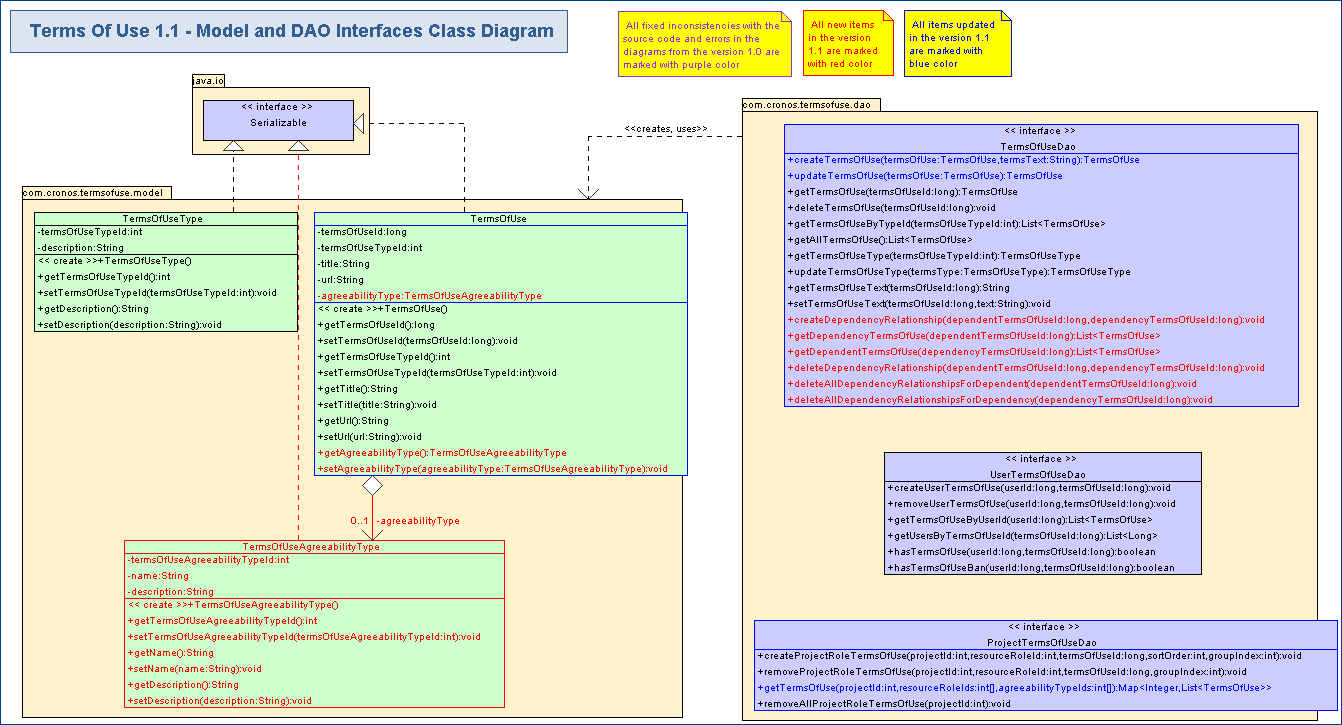 Terms Of Use 1.1 - Model and DAO Interfaces Class Diagram
All fixed inconsistencies with the
source code and errors in the
diagrams from the version 1.0 are
marked with purple color
All new items
in the version
1.1 are marked
with red color
All items updated
in the version 1.1
are marked with
blue color
java.io
<< interface >>
Serializable
<<creates, uses>>
com.cronos.termsofuse.model
TermsOfUseType
-termsOfUseTypeId:int
-description:String
<< create >>+TermsOfUseType()
+getTermsOfUseTypeId():int
+setTermsOfUseTypeId(termsOfUseTypeId:int):void
+getDescription():String
+setDescription(description:String):void
TermsOfUse
-termsOfUseId:long
-termsOfUseTypeId:int
-title:String
-url:String
-agreeabilityType:TermsOfUseAgreeabilityType
<< create >>+TermsOfUse()
+getTermsOfUseId():long
+setTermsOfUseId(termsOfUseId:long):void
+getTermsOfUseTypeId():int
+setTermsOfUseTypeId(termsOfUseTypeId:int):void
+getTitle():String
+setTitle(title:String):void
+getUrl():String
+setUrl(url:String):void
+getAgreeabilityType():TermsOfUseAgreeabilityType
+setAgreeabilityType(agreeabilityType:TermsOfUseAgreeabilityType):void
0..1 -agreeabilityType
TermsOfUseAgreeabilityType
-termsOfUseAgreeabilityTypeId:int
-name:String
-description:String
<< create >>+TermsOfUseAgreeabilityType()
+getTermsOfUseAgreeabilityTypeId():int
+setTermsOfUseAgreeabilityTypeId(termsOfUseAgreeabilityTypeId:int):void
+getName():String
+setName(name:String):void
+getDescription():String
+setDescription(description:String):void
com.cronos.termsofuse.dao
<< interface >>
TermsOfUseDao
+createTermsOfUse(termsOfUse:TermsOfUse,termsText:String):TermsOfUse
+updateTermsOfUse(termsOfUse:TermsOfUse):TermsOfUse
+getTermsOfUse(termsOfUseId:long):TermsOfUse
+deleteTermsOfUse(termsOfUseId:long):void
+getTermsOfUseByTypeId(termsOfUseTypeId:int):List<TermsOfUse>
+getAllTermsOfUse():List<TermsOfUse>
+getTermsOfUseType(termsOfUseTypeId:int):TermsOfUseType
+updateTermsOfUseType(termsType:TermsOfUseType):TermsOfUseType
+getTermsOfUseText(termsOfUseId:long):String
+setTermsOfUseText(termsOfUseId:long,text:String):void
+createDependencyRelationship(dependentTermsOfUseId:long,dependencyTermsOfUseId:long):void
+getDependencyTermsOfUse(dependentTermsOfUseId:long):List<TermsOfUse>
+getDependentTermsOfUse(dependencyTermsOfUseId:long):List<TermsOfUse>
+deleteDependencyRelationship(dependentTermsOfUseId:long,dependencyTermsOfUseId:long):void
+deleteAllDependencyRelationshipsForDependent(dependentTermsOfUseId:long):void
+deleteAllDependencyRelationshipsForDependency(dependencyTermsOfUseId:long):void
<< interface >>
UserTermsOfUseDao
+createUserTermsOfUse(userId:long,termsOfUseId:long):void
+removeUserTermsOfUse(userId:long,termsOfUseId:long):void
+getTermsOfUseByUserId(userId:long):List<TermsOfUse>
+getUsersByTermsOfUseId(termsOfUseId:long):List<Long>
+hasTermsOfUse(userId:long,termsOfUseId:long):boolean
+hasTermsOfUseBan(userId:long,termsOfUseId:long):boolean
<< interface >>
ProjectTermsOfUseDao
+createProjectRoleTermsOfUse(projectId:int,resourceRoleId:int,termsOfUseId:long,sortOrder:int,groupIndex:int):void
+removeProjectRoleTermsOfUse(projectId:int,resourceRoleId:int,termsOfUseId:long,groupIndex:int):void
+getTermsOfUse(projectId:int,resourceRoleIds:int[],agreeabilityTypeIds:int[]):Map<Integer,List<TermsOfUse>>
+removeAllProjectRoleTermsOfUse(projectId:int):void